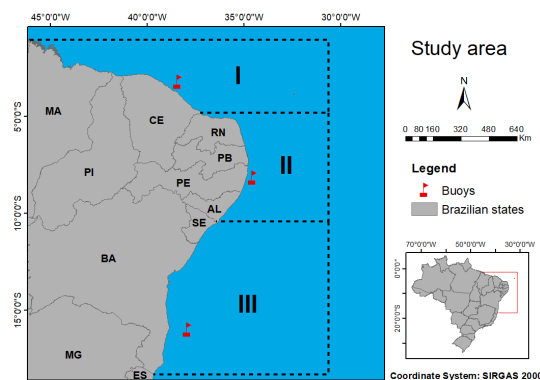 45°0'0"W 40°0'0"W 35°0'0"W 30°0'0"W
Study area
N
0 80 160 320 480 640
Km
Legend
Buoys
Brazilian states
5°0'0"S
10°0'0"S
15°0'0"S
I
II
III
MA
CE
RN
PB
PI
PE
AL
SE
BA
MG
ES
70°0'0"W 50°0'0"W 30°0'0"W
0°0'0"
20°0'0"S
Coordinate System: SIRGAS 2000